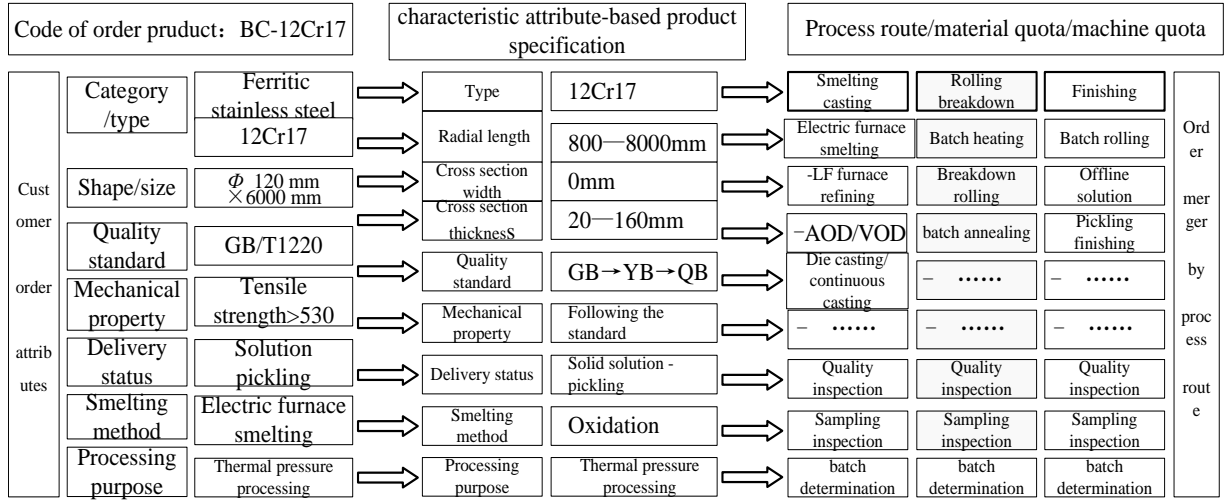 Code of order pruduct：BC-12Cr17
characteristic attribute-based product
specification
Process route/material quota/machine quota
Cust
omer
order
attrib
utes
Category
/type
Ferritic
stainless steel
12Cr17
Shape/size
Φ 120 mm
×6000 mm
Quality
standard
GB/T1220
Mechanical
property
Tensile
strength>530
Delivery
status
Solution
pickling
Smelting
method
Electric furnace
smelting
Processing
purpose
Thermal pressure
processing
Type
12Cr17
Radial length
800—8000mm
Cross section
width
0mm
Cross section
thicknesS
20—160mm
Quality
standard
GB→YB→QB
Mechanical
property
Following the
standard
Delivery status
Solid solution -
pickling
Smelting
method
Oxidation
Processing
purpose
Thermal pressure
processing
Smelting
casting
Rolling
breakdown
Finishing
Electric furnace
smelting
Batch heating
Batch rolling
-LF furnace
refining
Breakdown
rolling
Offline
solution
−AOD/VOD
batch annealing
Pickling
finishing
Die casting/
continuous
casting
− ······
− ······
− ······
− ······
− ······
Quality
inspection
Quality
inspection
Quality
inspection
Sampling
inspection
Sampling
inspection
Sampling
inspection
batch
determination
batch
determination
batch
determination
Ord
er
mer
ger
by
proc
ess
rout
e